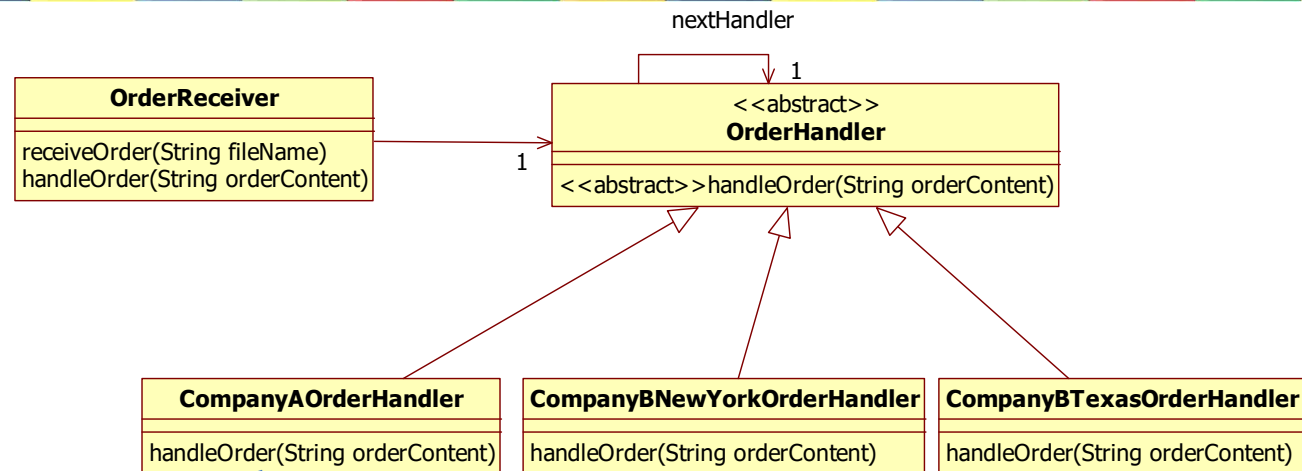 nextHandler
1
OrderReceiver
receiveOrder(String fileName)
handleOrder(String orderContent)
1
<<abstract>>
OrderHandler
<<abstract>>handleOrder(String orderContent)
CompanyAOrderHandler
handleOrder(String orderContent)
CompanyBNewYorkOrderHandler
handleOrder(String orderContent)
CompanyBTexasOrderHandler
handleOrder(String orderContent)